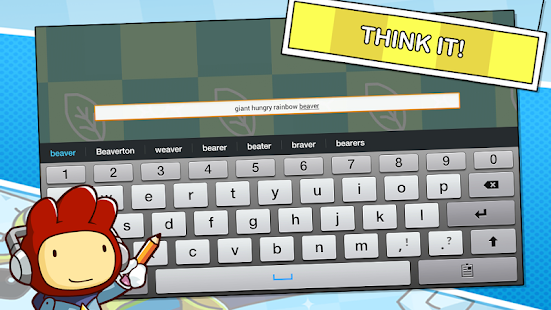 THINK IT!
giant hungry rainbow beaver
beaver Beaverton weaver bearer beater braver bearers
1 2 3 4 5 6 7 8 9 0
w e r t y u i o p
s d f g h j k l
c v b n m , ! . ?